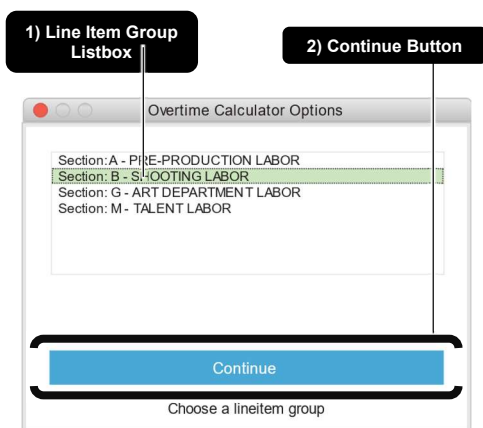 1) Line Item Group
Listbox
2) Continue Button
Overtime Calculator Options
Section: A - PRE-PRODUCTION LABOR
Section: B - SHOOTING LABOR
Section: G - ART DEPARTMENT LABOR
Section: M - TALENT LABOR
Continue
Choose a lineitem group